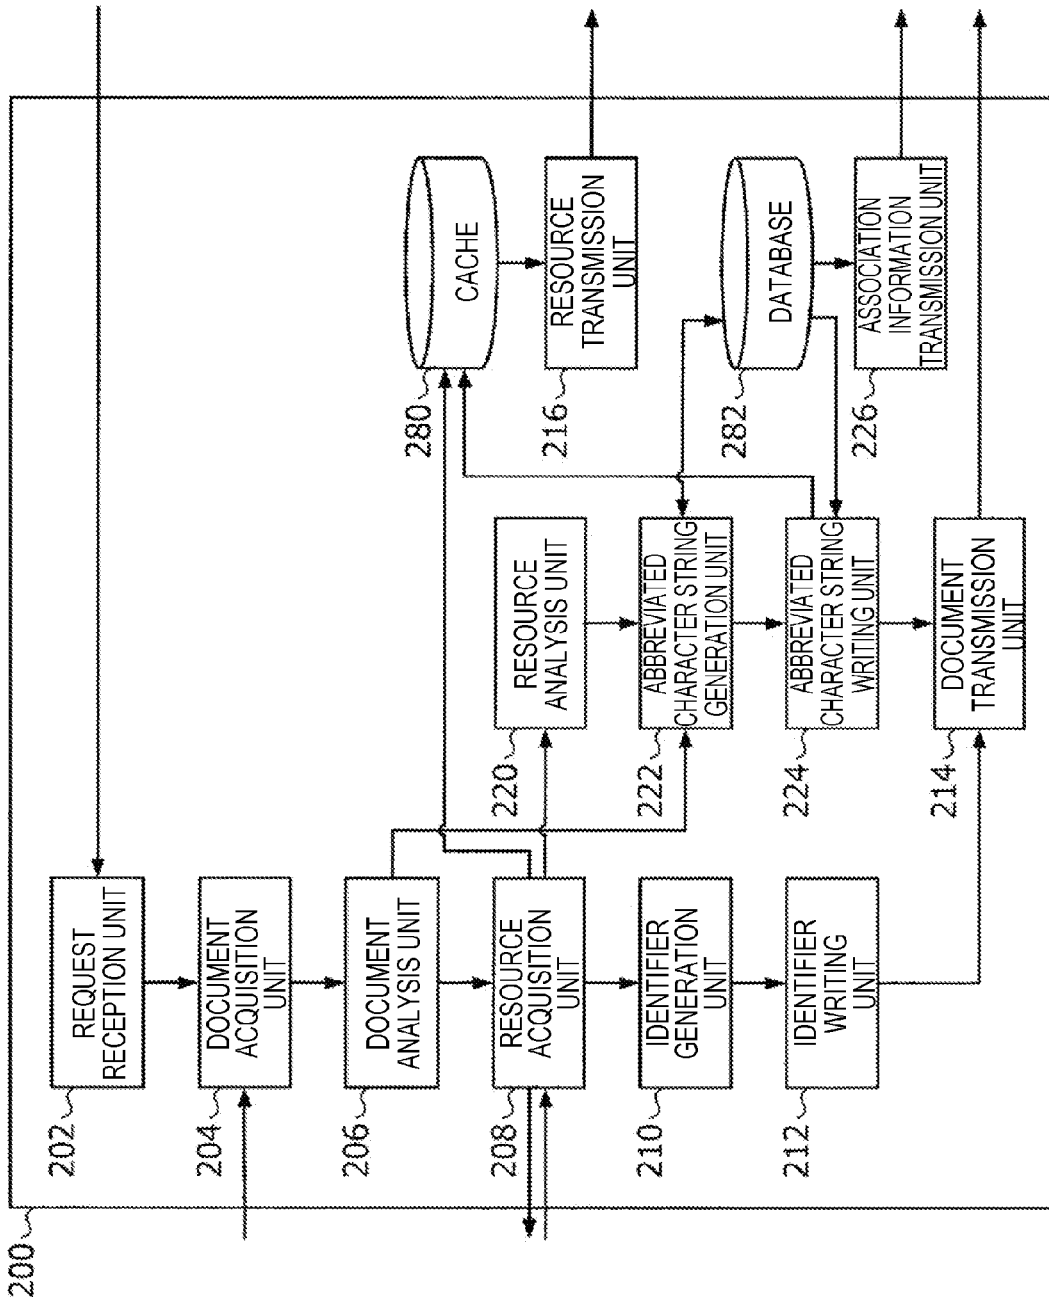 200
202
REQUEST
RECEPTION UNIT
204
DOCUMENT
ACQUISITION
UNIT
206
DOCUMENT
ANALYSIS UNIT
208
RESOURCE
ACQUISITION
UNIT
210
IDENTIFIER
GENERATION
UNIT
212
IDENTIFIER
WRITING
UNIT
220
RESOURCE
ANALYSIS UNIT
222
ABBREVIATED
CHARACTER STRING
GENERATION UNIT
224
ABBREVIATED
CHARACTER STRING
WRITING UNIT
214
DOCUMENT
TRANSMISSION
UNIT
280
CACHE
216
RESOURCE
TRANSMISSION
UNIT
282
DATABASE
226
ASSOCIATION
INFORMATION
TRANSMISSION UNIT